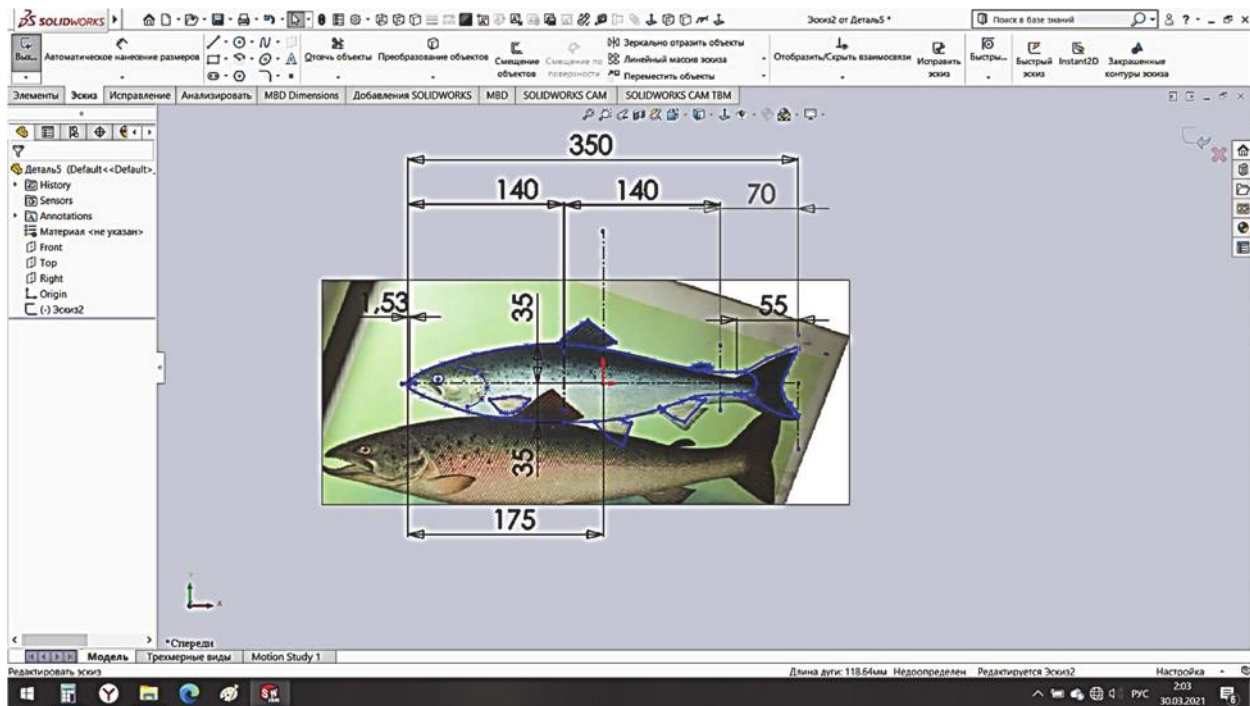 SOLIDWORKS
Эскиз2 от Деталь5 *
Поиск в базе знаний
Вых...
Автоматическое нанесение размеров
Отсечь объекты
Преобразование объектов
Смещение объектов
Смещение по поверхности
Зеркально отразить объекты
Линейный массив эскиза
Переместить объекты
Отобразить/Скрыть взаимосвязи
Исправить эскиз
Быстры...
Быстрый эскиз
Instant2D
Закрашенные контуры эскиза
Элементы Эскиз Исправление Анализировать MBD Dimensions Добавления SOLIDWORKS MBD SOLIDWORKS CAM SOLIDWORKS CAM TBM
Деталь5 (Default<<Default>_
History
Sensors
Annotations
Материал <не указан>
Front
Top
Right
Origin
(-) Эскиз2
350
140 140 70
1,53 35 55
35
175
Y
X
*Спереди
Модель Трехмерные виды Motion Study 1
Редактировать эскиз
Длина дуги: 118.64мм Недоопределен Редактируется Эскиз2 Настройка
РУС
2:03
30.03.2021
6